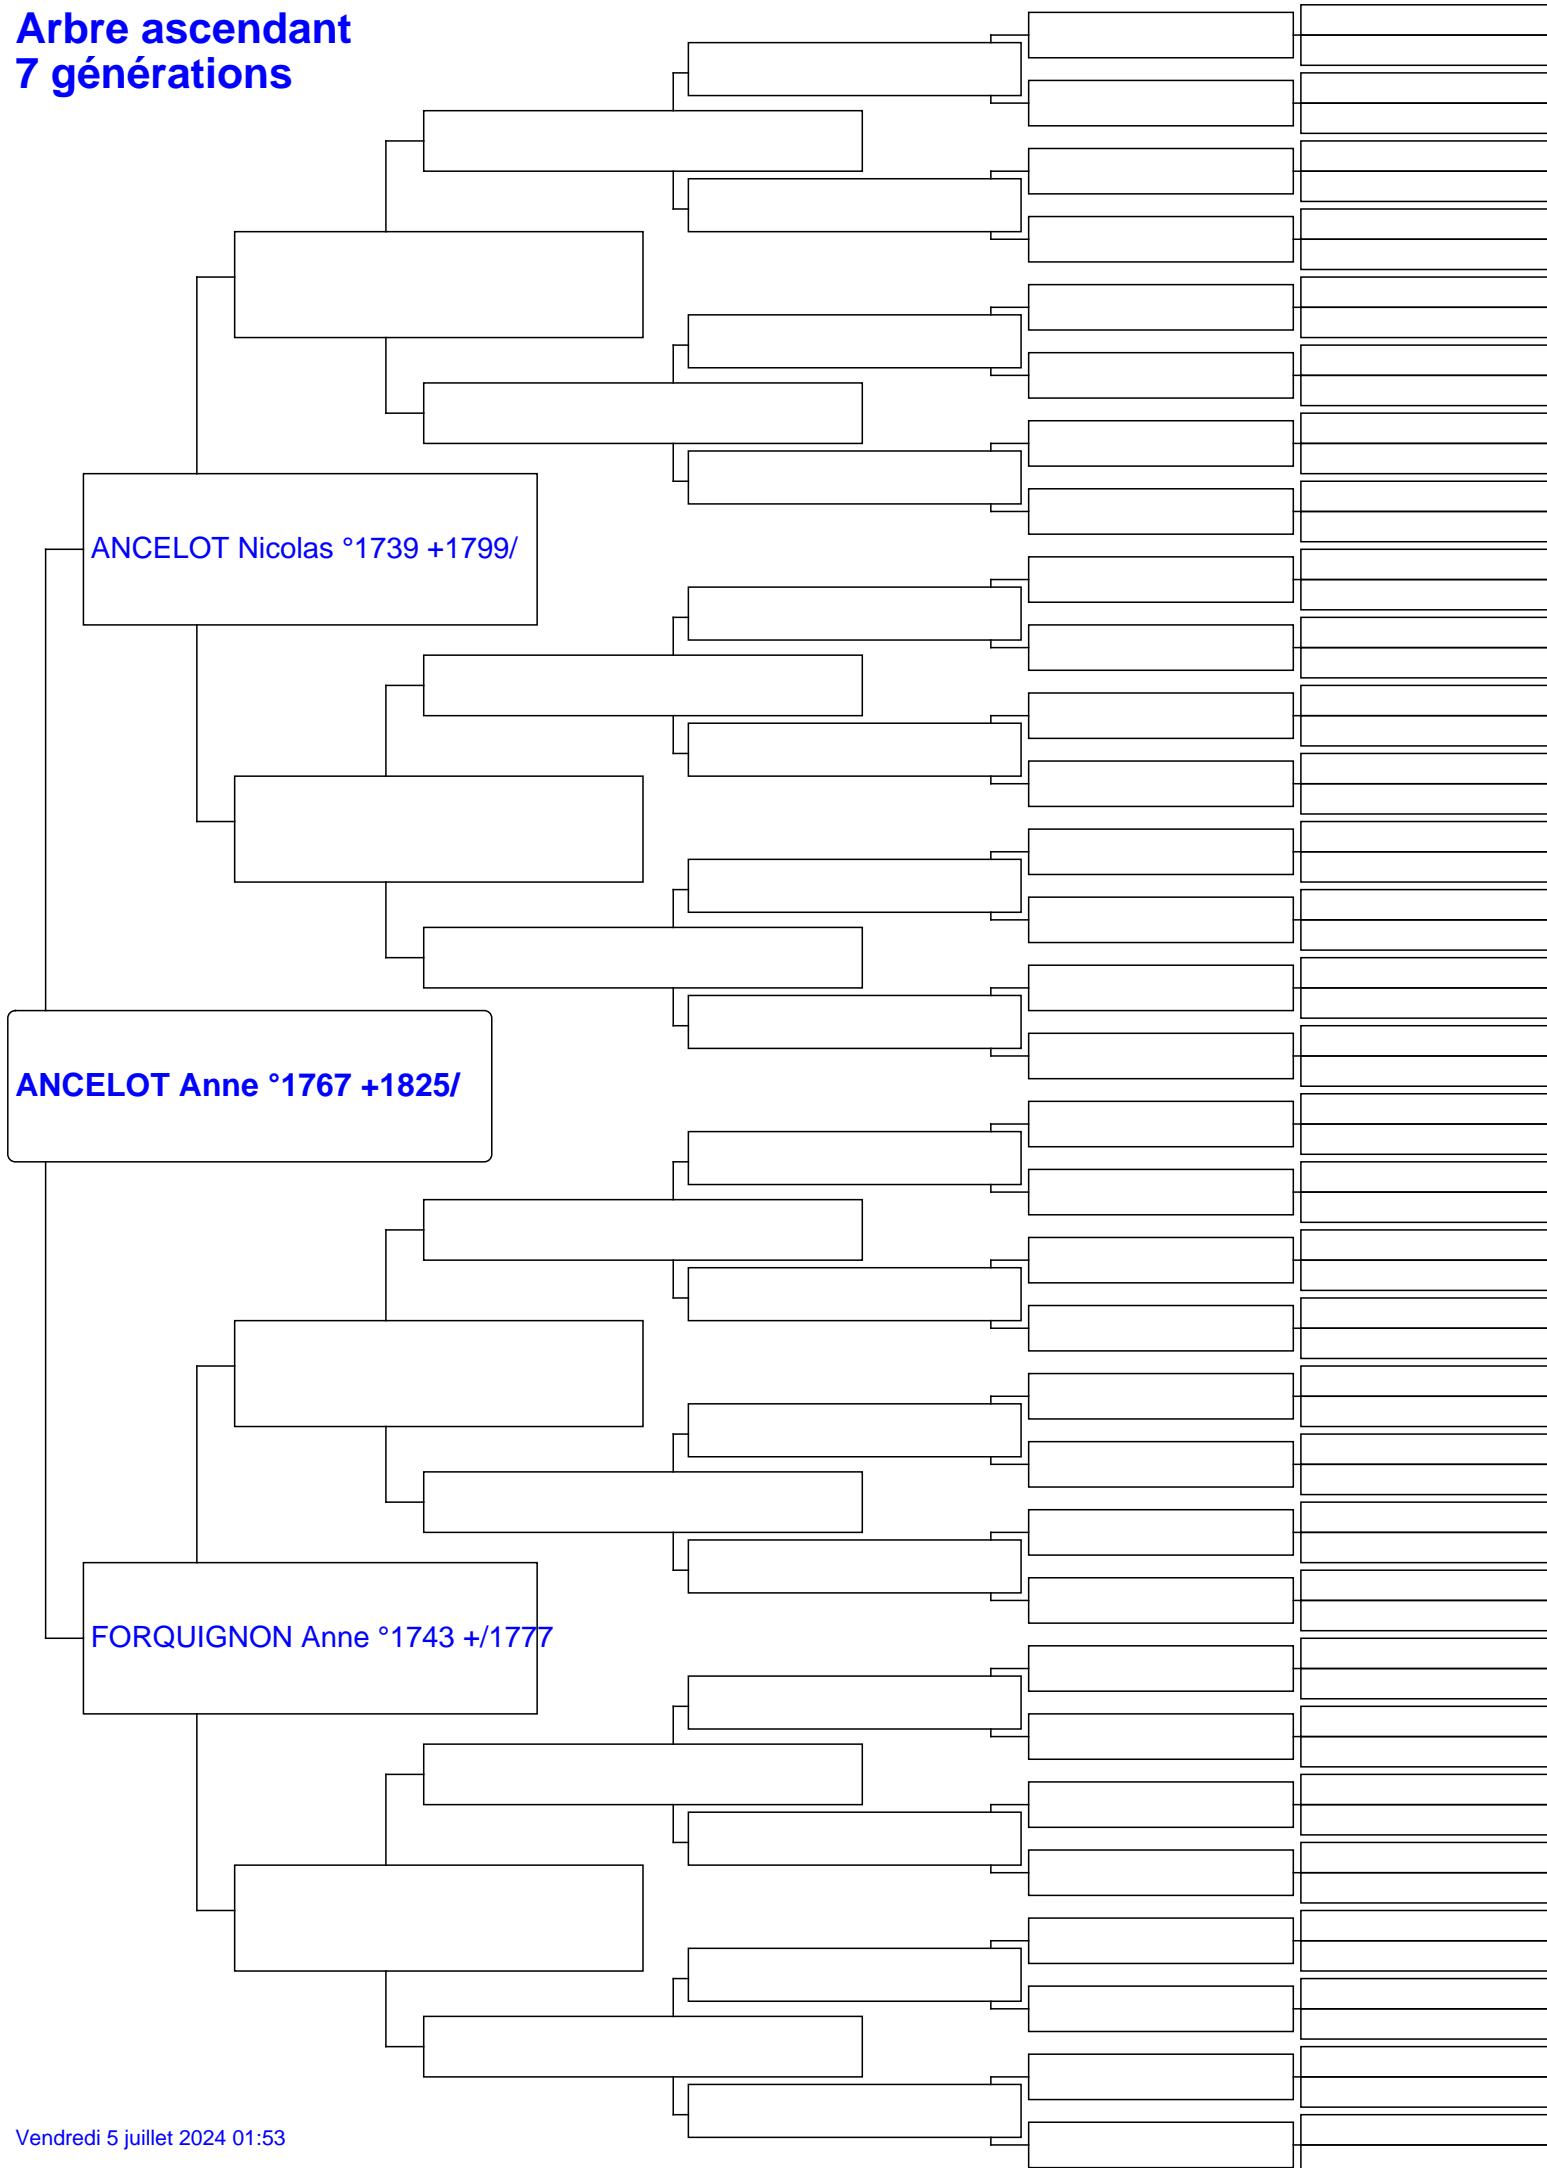 Arbre ascendant
7 générations
ANCELOT Nicolas °1739 +1799/
ANCELOT Anne °1767 +1825/
FORQUIGNON Anne °1743 +/1777
Vendredi 5 juillet 2024 01:53